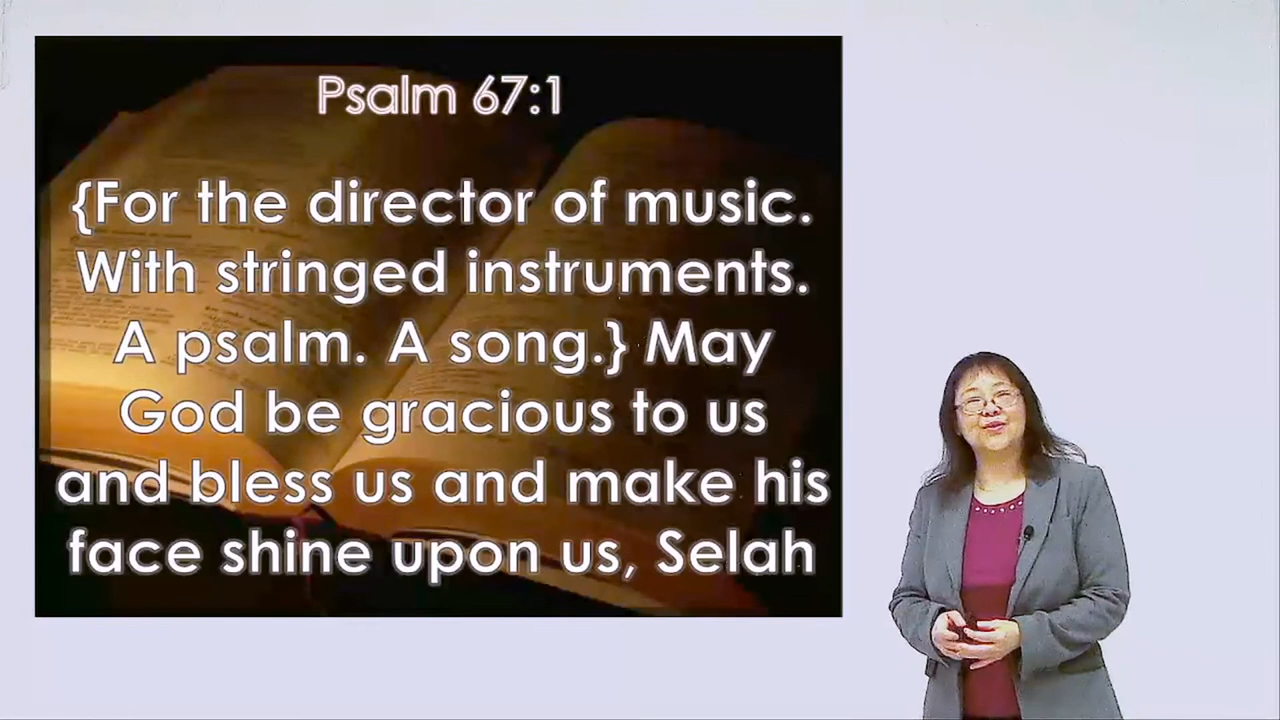 Psalm 67:1
{For the director of music.
With stringed instruments.
A psalm. A song.} May
God be gracious to us
and bless us and make his
face shine upon us, Selah